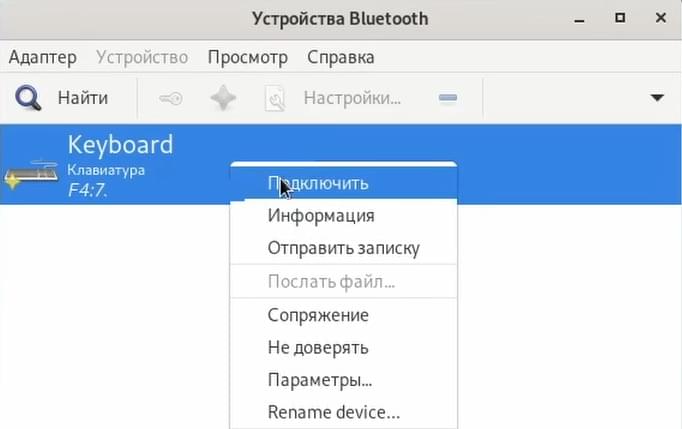 Устройства Bluetooth
Адаптер Устройство Просмотр Справка
Найти Настройки...
Keyboard
Клавиатура
F4:7.
Подключить
Информация
Отправить записку
Послать файл...
Сопряжение
Не доверять
Параметры...
Rename device...